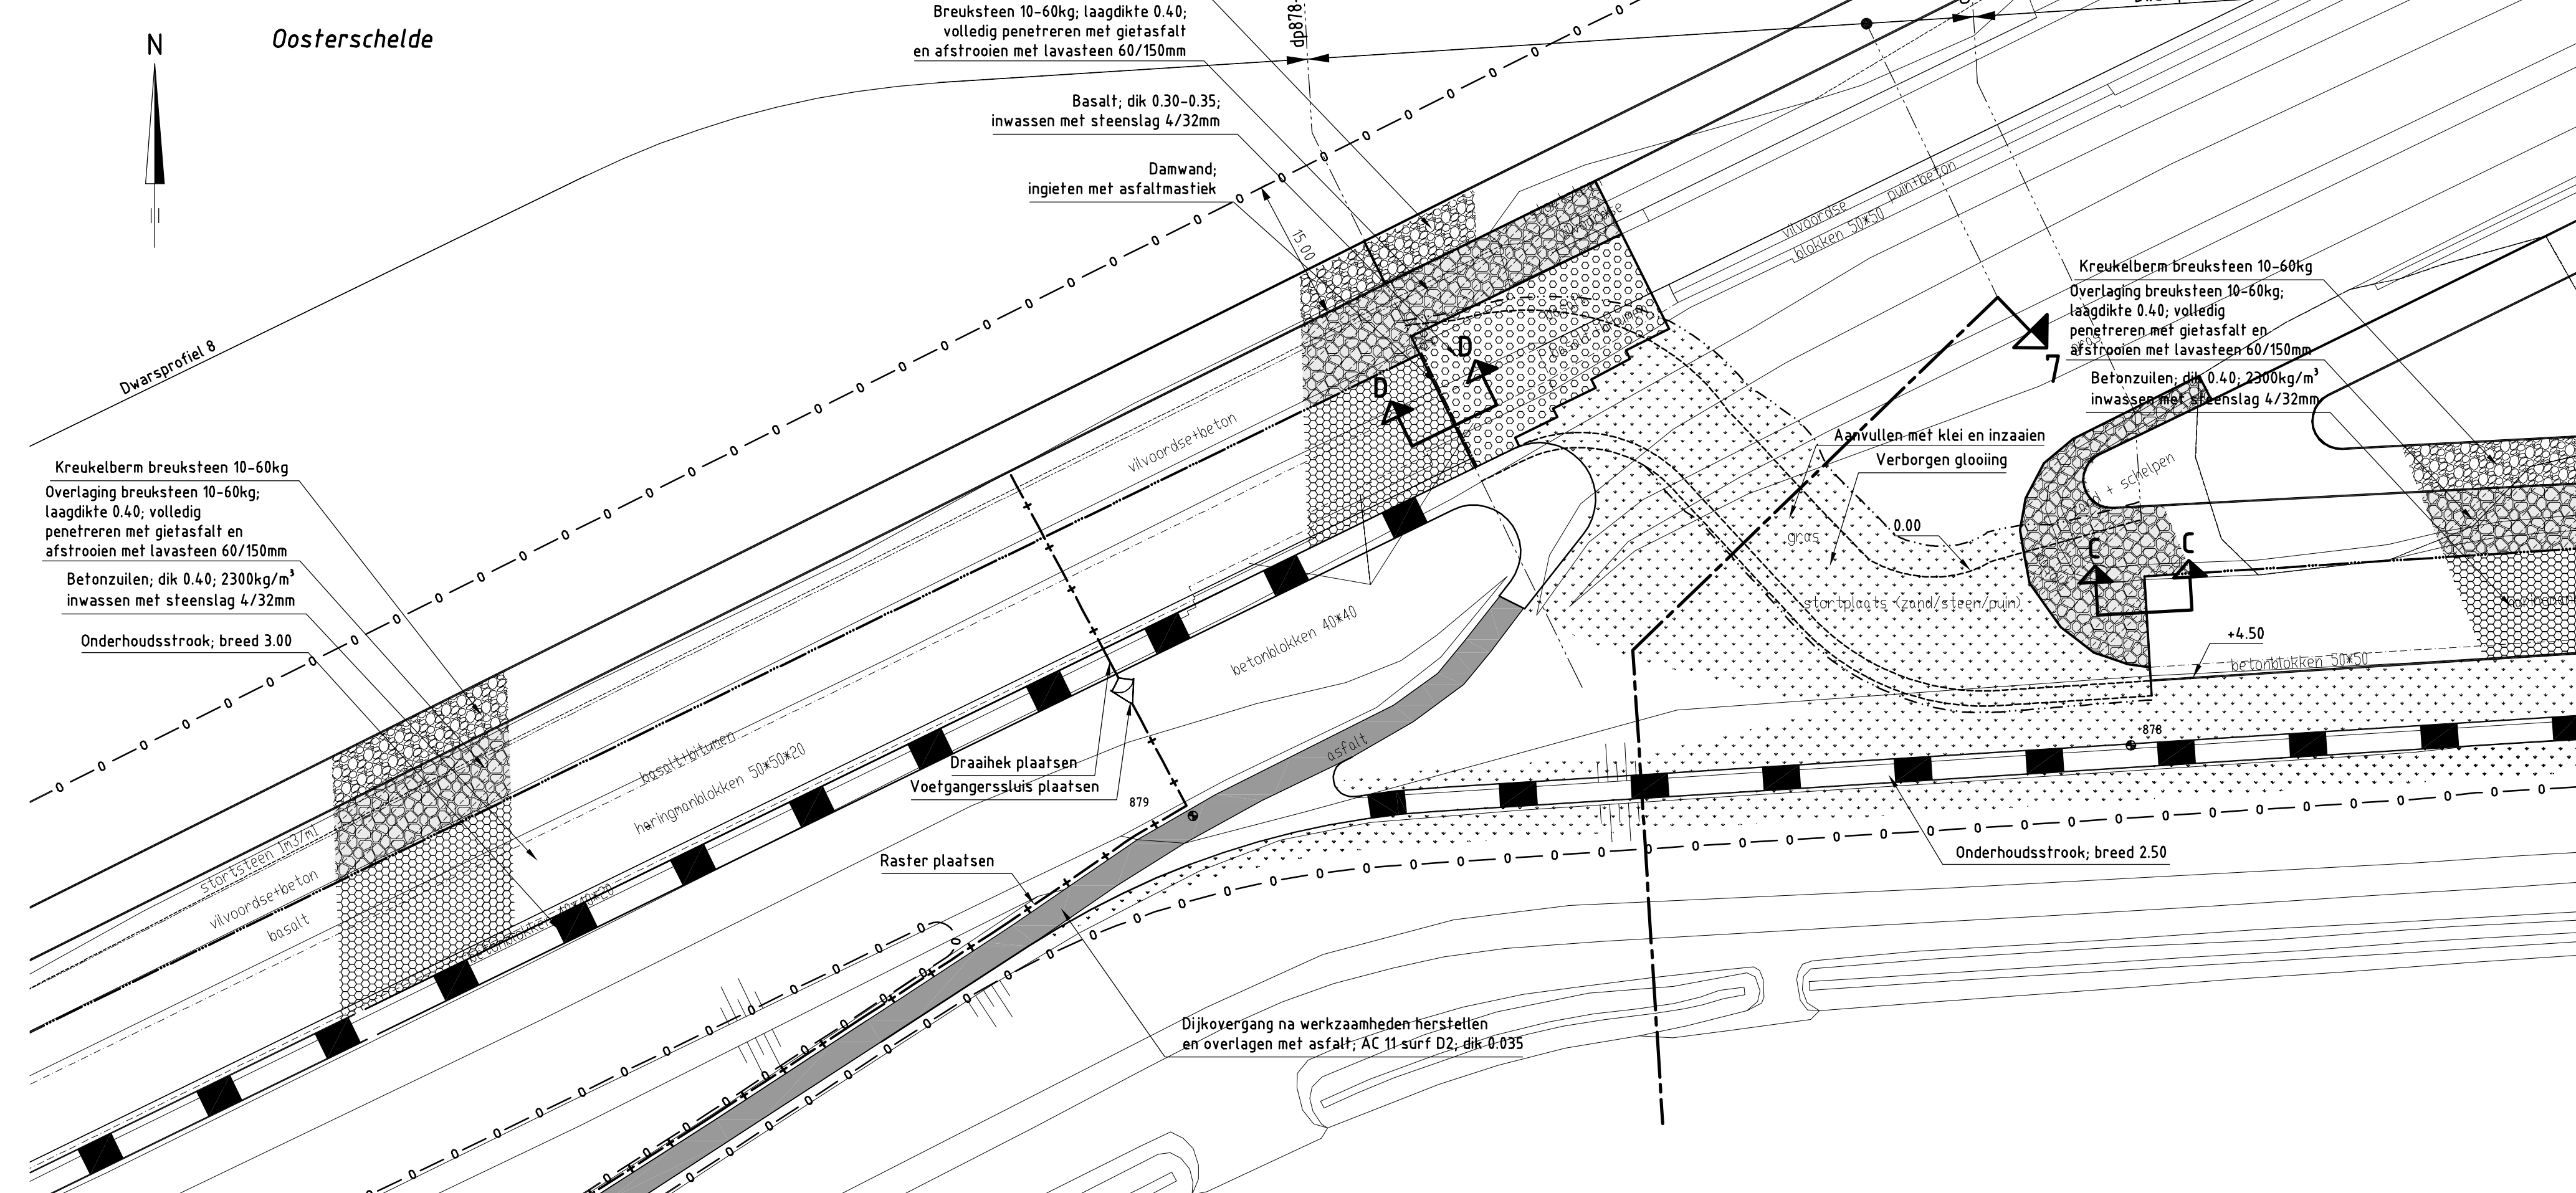 N
Oosterschelde
Breuksteen 10-60kg; laagdikte 0.40;
volledig penetreren met gietasfalt
en afstrooien met lavasteen 60/150mm
dp878
Basalt; dik 0.30-0.35;
inwassen met steenslag 4/32mm
Damwand;
ingieten met asfaltmastiek
15.00
Dwarsprofiel 8
vilvoordse
puin+beton
blokken 50*50
D
D
7
Kreukelberm breuksteen 10-60kg
Overlaging breuksteen 10-60kg;
laagdikte 0.40; volledig
penetreren met gietasfalt en
afstrooien met lavasteen 60/150mm
Betonzuilen; dik 0.40; 2300kg/m³
inwassen met steenslag 4/32mm
Aanvullen met klei en inzaaien
Verborgen glooiing
vilvoordse+beton
+ schelpen
0.00
gras
C
C
stortplaats (zand/steen/puin)
+4.50
betonblokken 50*50
878
Kreukelberm breuksteen 10-60kg
Overlaging breuksteen 10-60kg;
laagdikte 0.40; volledig
penetreren met gietasfalt en
afstrooien met lavasteen 60/150mm
Betonzuilen; dik 0.40; 2300kg/m³
inwassen met steenslag 4/32mm
Onderhoudsstrook; breed 3.00
betonblokken 40*40
asfalt
basalt+bitumen
haringmanblokken 50*50*20
Draaihek plaatsen
Voetgangerssluis plaatsen
879
Raster plaatsen
Onderhoudsstrook; breed 2.50
stortsteen 1m3/m1
vilvoordse+beton
basalt
Dijkovergang na werkzaamheden herstellen
en overlagen met asfalt; AC 11 surf D2; dik 0.035